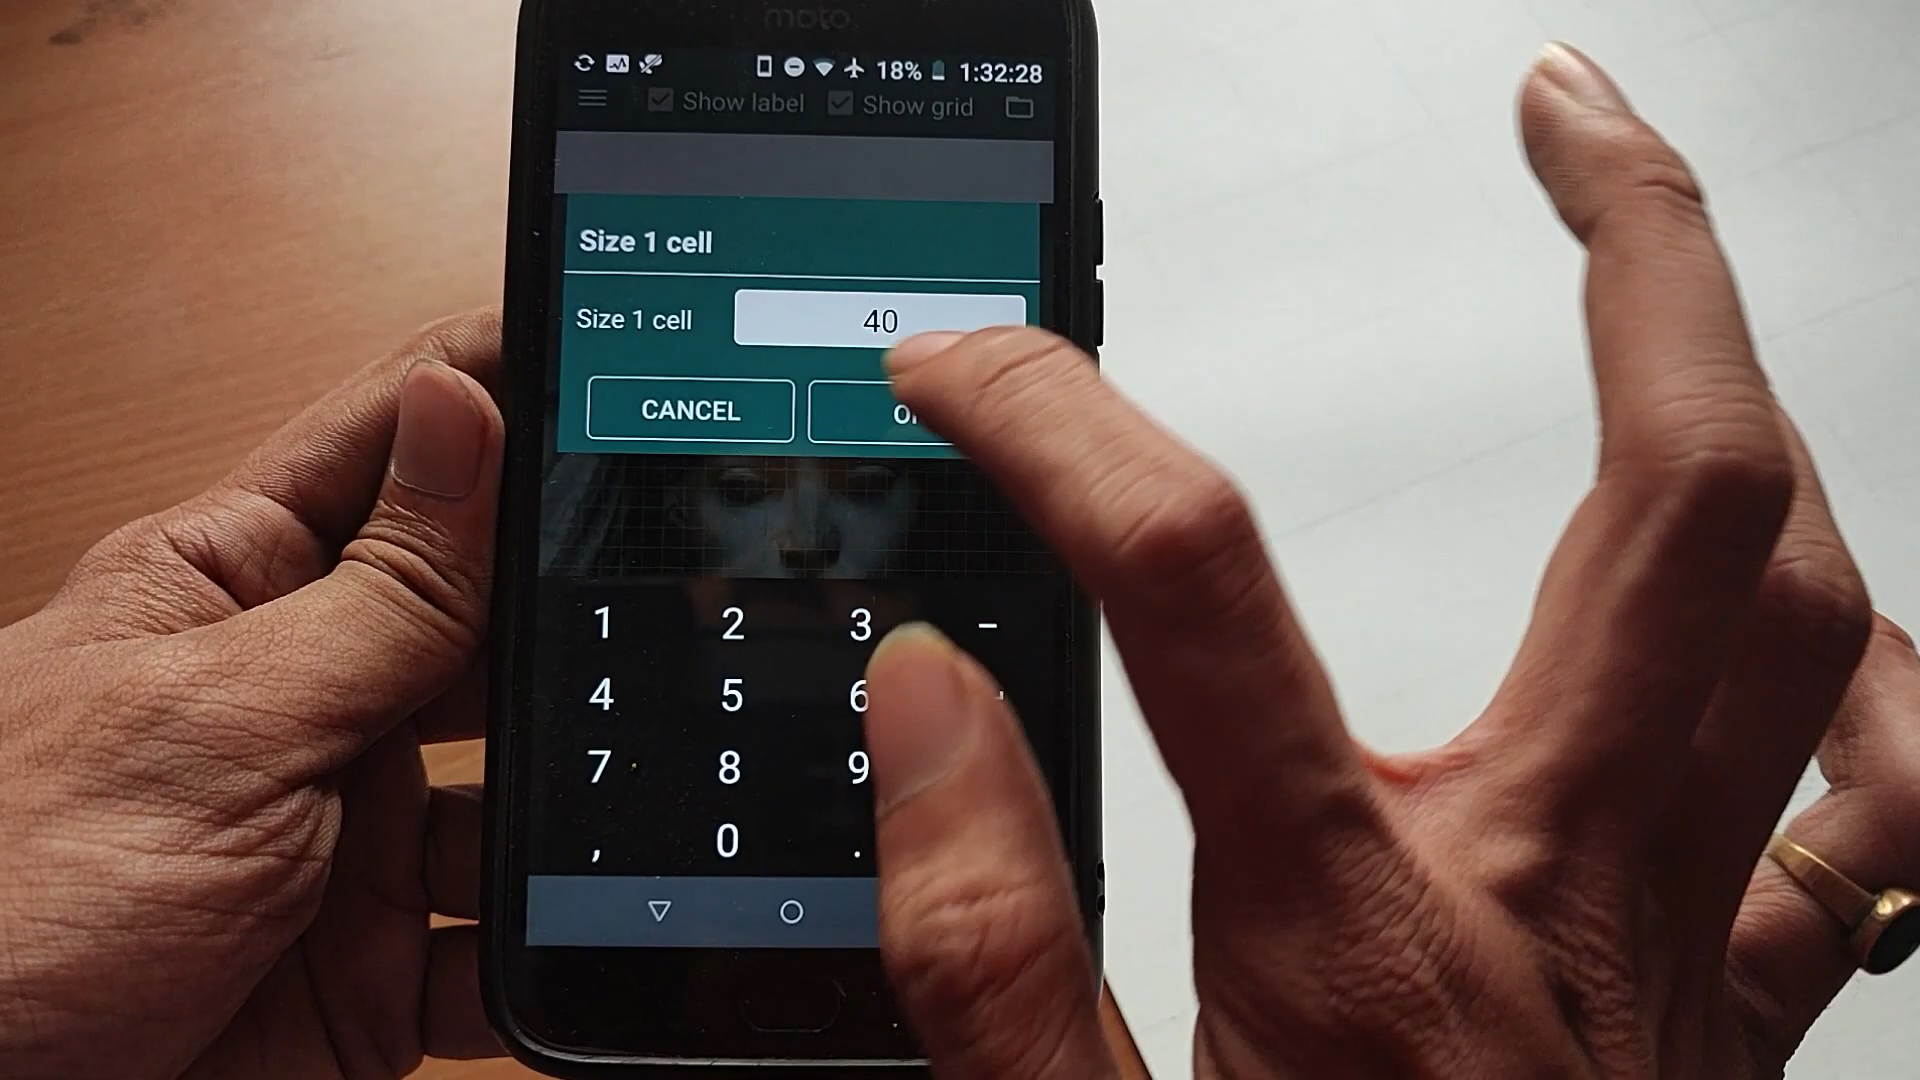 moto
18% 1:32:28
Show label Show grid
Size 1 cell
Size 1 cell 40
CANCEL
1 2 3 -
4 5 6
7 8 9
, 0 .